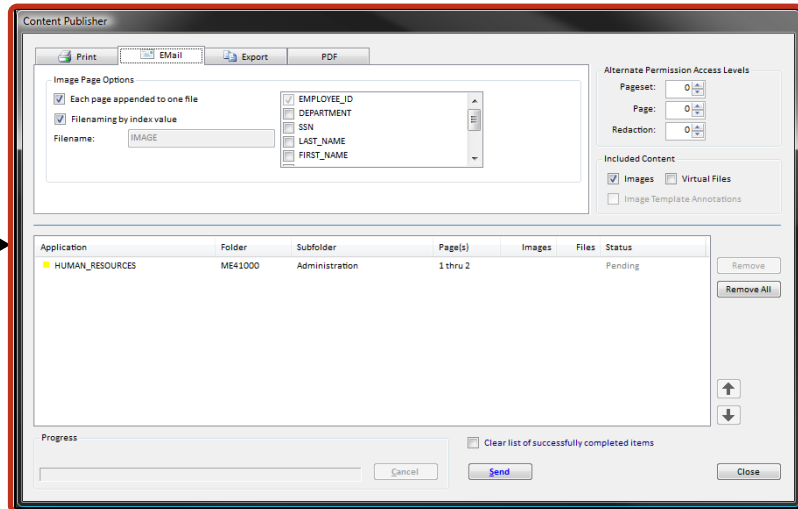 Content Publisher
Print EMail Export PDF
Image Page Options
Each page appended to one file
Filenaming by index value
Filename: IMAGE
EMPLOYEE_ID
DEPARTMENT
SSN
LAST_NAME
FIRST_NAME
Alternate Permission Access Levels
Pageset: 0
Page: 0
Redaction: 0
Included Content
Images Virtual Files
Image Template Annotations
Application Folder Subfolder Page(s) Images Files Status
HUMAN_RESOURCES ME41000 Administration 1 thru 2 Pending
Remove
Remove All
Progress
Clear list of successfully completed items
Cancel Send Close